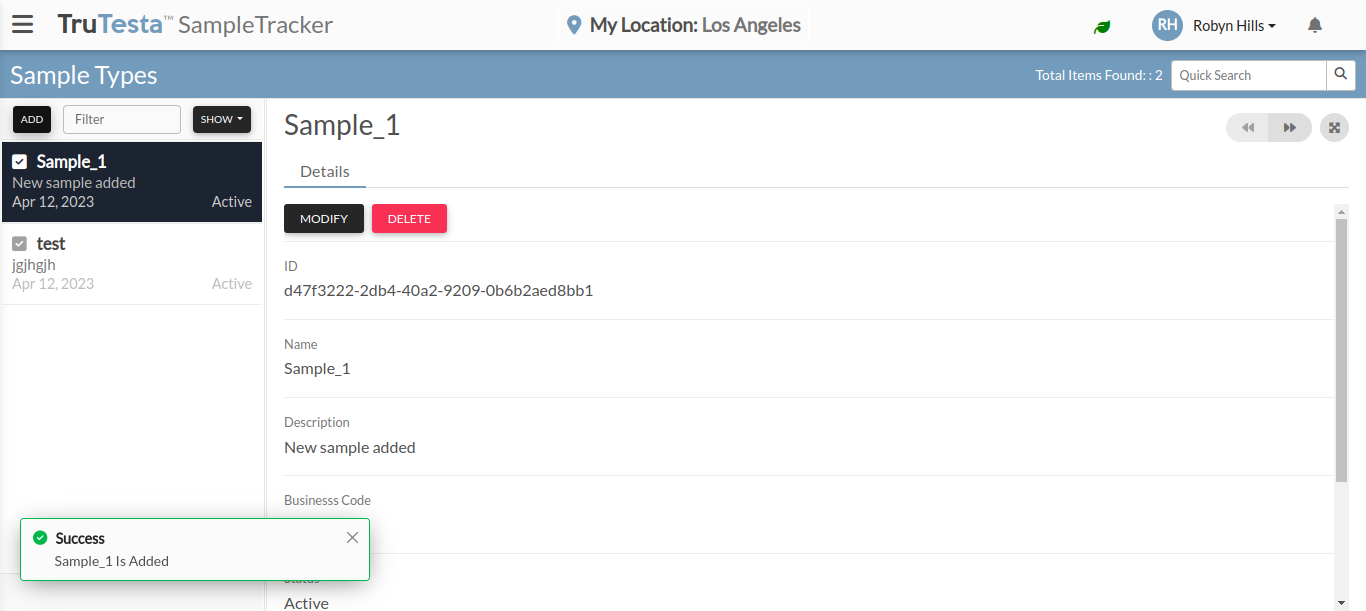 TruTesta™ SampleTracker
My Location: Los Angeles
RH Robyn Hills
Sample Types
Total Items Found: : 2
Quick Search
ADD
Filter
SHOW
Sample_1
New sample added
Apr 12, 2023 Active
test
jgjhgjh
Apr 12, 2023 Active
Sample_1
Details
MODIFY DELETE
ID
d47f3222-2db4-40a2-9209-0b6b2aed8bb1
Name
Sample_1
Description
New sample added
Businesss Code
Status
Active
Success
Sample_1 Is Added